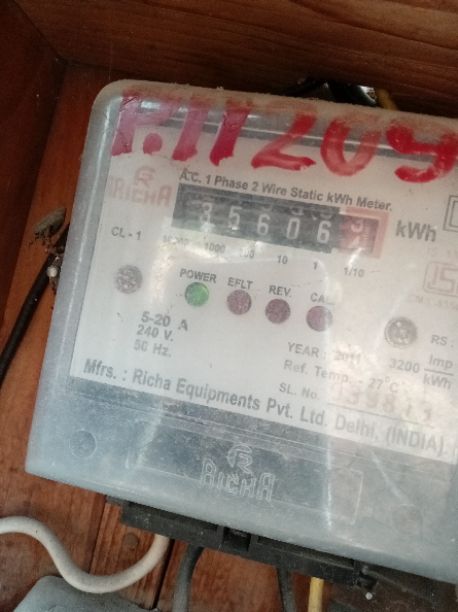 P.11209
A.C. 1 Phase 2 Wire Static kWh Meter.
RICHA
35606 kWh
CL - 1
10000 1000 100 10 1 1/10
POWER EFLT REV. CAL
5-20 A
240 V.
50 Hz.
RS:
YEAR : 2011
3200 Imp kWh
Ref. Temp. - 27°C
SL. No.
Mfrs. : Richa Equipments Pvt. Ltd. Delhi, (INDIA)
RICHA